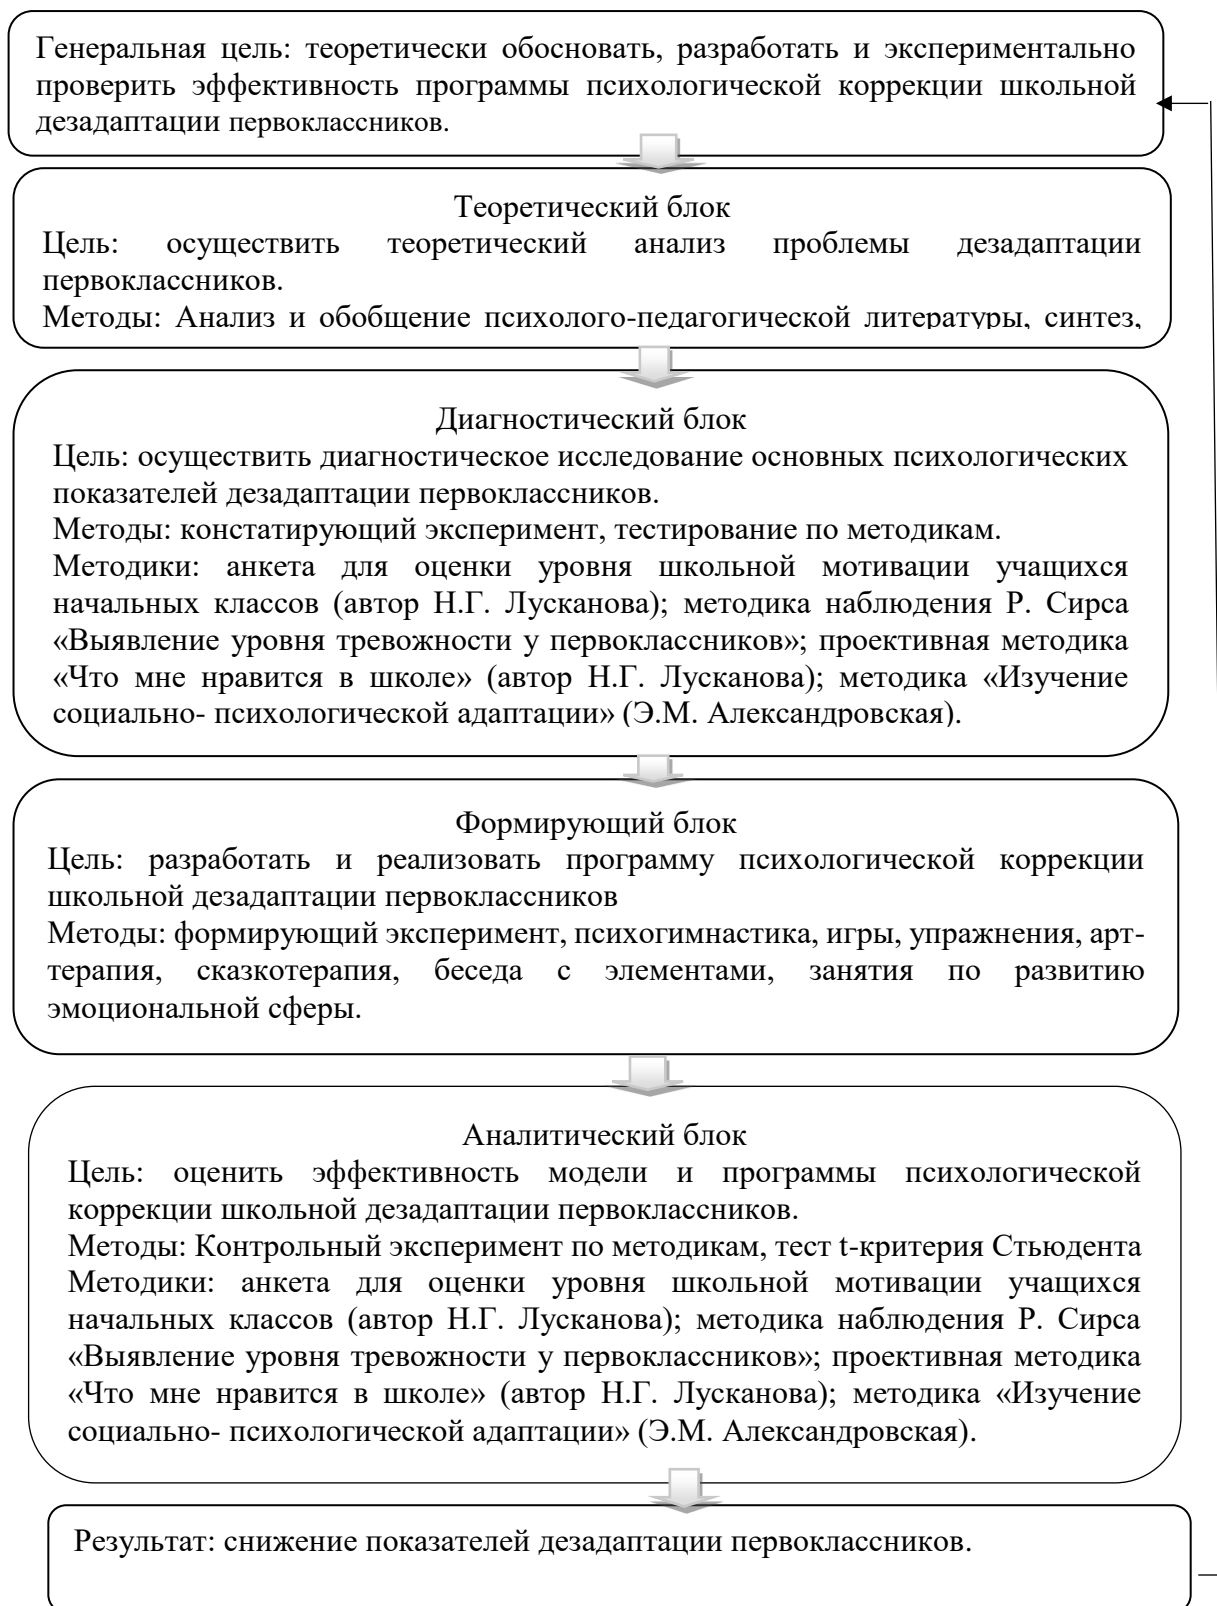 Генеральная цель: теоретически обосновать, разработать и экспериментально
проверить эффективность программы психологической коррекции школьной
дезадаптации первоклассников.
Теоретический блок
Цель: осуществить теоретический анализ проблемы дезадаптации
первоклассников.
Методы: Анализ и обобщение психолого-педагогической литературы, синтез,
Диагностический блок
Цель: осуществить диагностическое исследование основных психологических
показателей дезадаптации первоклассников.
Методы: констатирующий эксперимент, тестирование по методикам.
Методики: анкета для оценки уровня школьной мотивации учащихся
начальных классов (автор Н.Г. Лусканова); методика наблюдения Р. Сирса
«Выявление уровня тревожности у первоклассников»; проективная методика
«Что мне нравится в школе» (автор Н.Г. Лусканова); методика «Изучение
социально- психологической адаптации» (Э.М. Александровская).
Формирующий блок
Цель: разработать и реализовать программу психологической коррекции
школьной дезадаптации первоклассников
Методы: формирующий эксперимент, психогимнастика, игры, упражнения, арт-
терапия, сказкотерапия, беседа с элементами, занятия по развитию
эмоциональной сферы.
Аналитический блок
Цель: оценить эффективность модели и программы психологической
коррекции школьной дезадаптации первоклассников.
Методы: Контрольный эксперимент по методикам, тест t-критерия Стьюдента
Методики: анкета для оценки уровня школьной мотивации учащихся
начальных классов (автор Н.Г. Лусканова); методика наблюдения Р. Сирса
«Выявление уровня тревожности у первоклассников»; проективная методика
«Что мне нравится в школе» (автор Н.Г. Лусканова); методика «Изучение
социально- психологической адаптации» (Э.М. Александровская).
Результат: снижение показателей дезадаптации первоклассников.